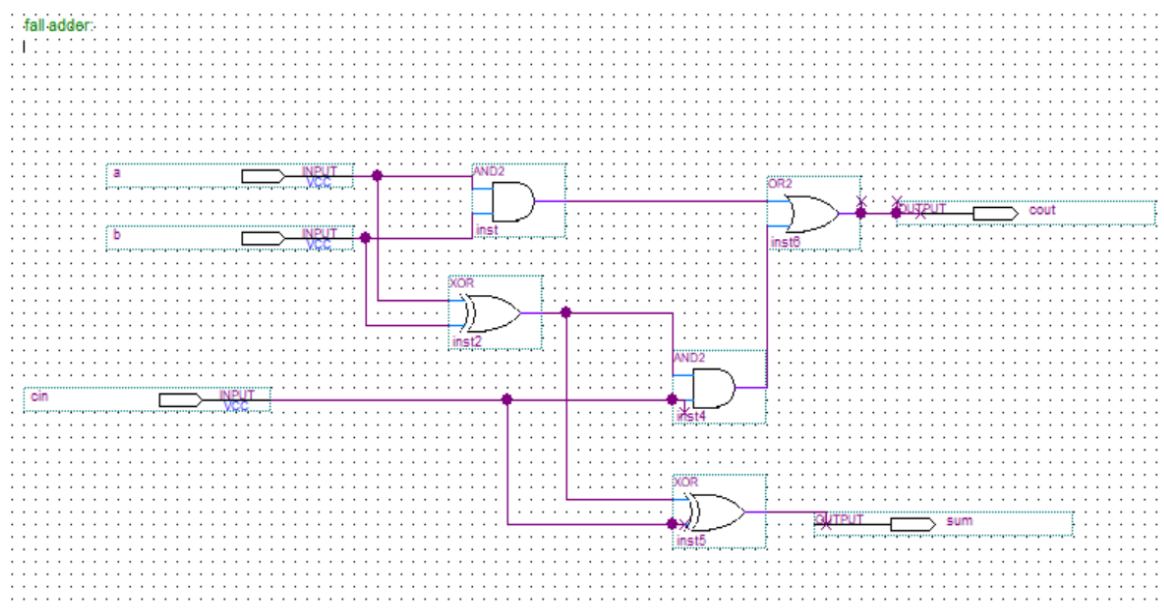 fall adder:
a
INPUT
VCC
AND2
inst
OR2
inst6
OUTPUT
cout
b
INPUT
VCC
XOR
inst2
AND2
inst4
cin
INPUT
VCC
XOR
inst5
OUTPUT
sum